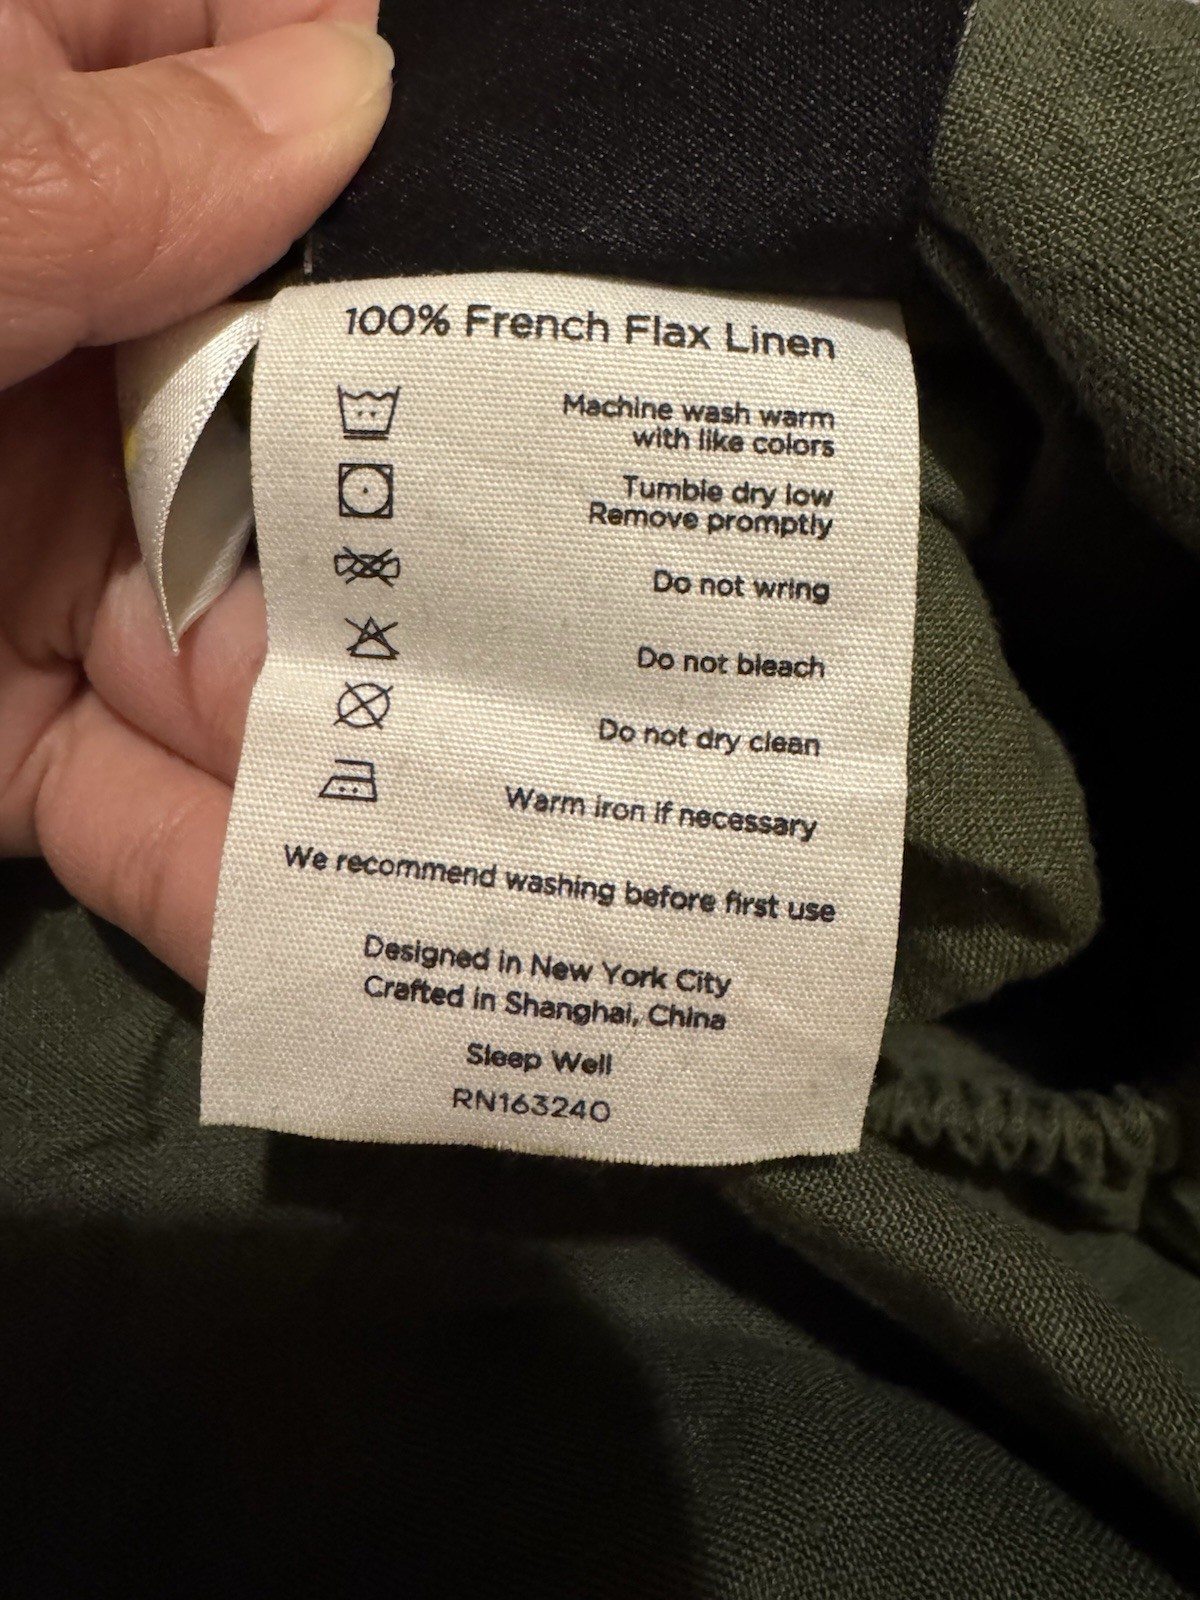 100% French Flax Linen
Machine wash warm
with like colors
Tumble dry low
Remove promptly
Do not wring
Do not bleach
Do not dry clean
Warm iron if necessary
We recommend washing before first use
Designed in New York City
Crafted in Shanghai, China
Sleep Well
RN163240